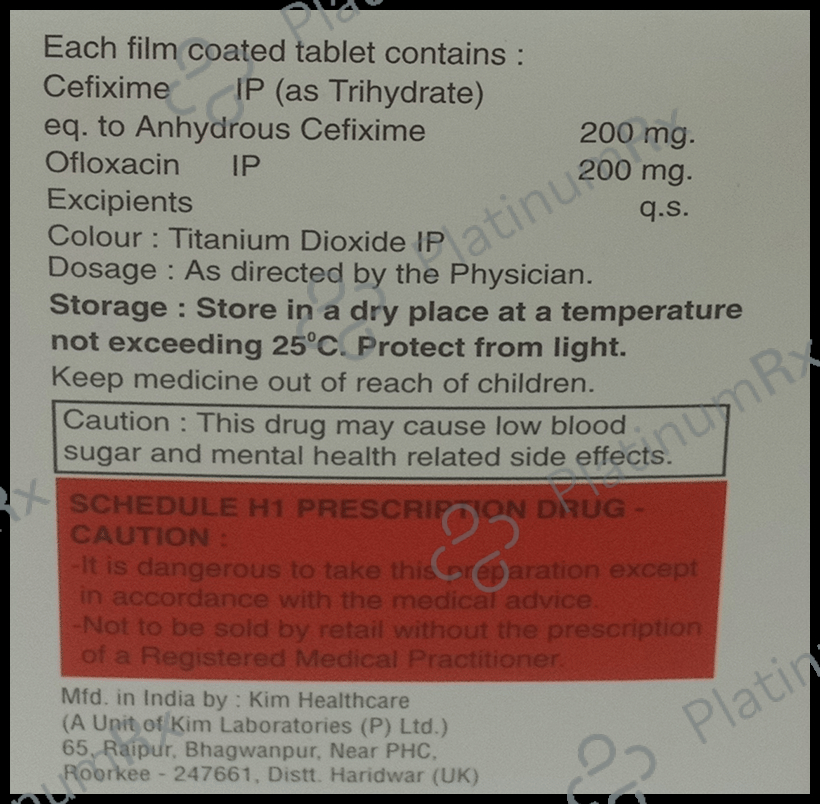 Each film coated tablet contains :
Cefixime IP (as Trihydrate)
eq. to Anhydrous Cefixime 200 mg.
Ofloxacin IP 200 mg.
Excipients q.s.
Colour : Titanium Dioxide IP
Dosage : As directed by the Physician.
Storage : Store in a dry place at a temperature
not exceeding 25⁰C. Protect from light.
Keep medicine out of reach of children.
Caution : This drug may cause low blood
sugar and mental health related side effects.
SCHEDULE H1 PRESCRIPTION DRUG -
CAUTION :
-It is dangerous to take this preparation except
in accordance with the medical advice.
-Not to be sold by retail without the prescription
of a Registered Medical Practitioner.
Mfd. in India by : Kim Healthcare
(A Unit of Kim Laboratories (P) Ltd.)
65, Raipur, Bhagwanpur, Near PHC,
Roorkee - 247661, Distt. Haridwar (UK)
PlatinumRx
PlatinumRx